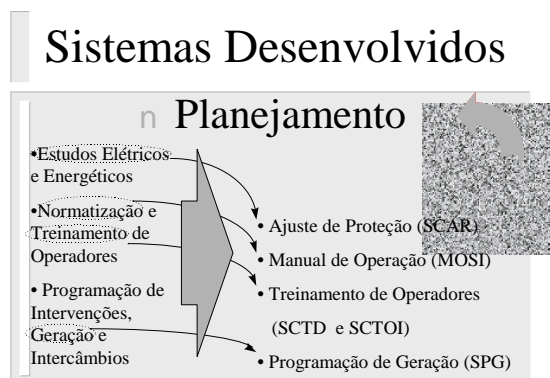 Sistemas Desenvolvidos
n Planejamento
•Estudos Elétricos
e Energéticos
•Normatização e
Treinamento de
Operadores
• Programação de
Intervenções,
Geração e
Intercâmbios
• Ajuste de Proteção (SCAR)
• Manual de Operação (MOSI)
• Treinamento de Operadores
(SCTD e SCTOI)
• Programação de Geração (SPG)